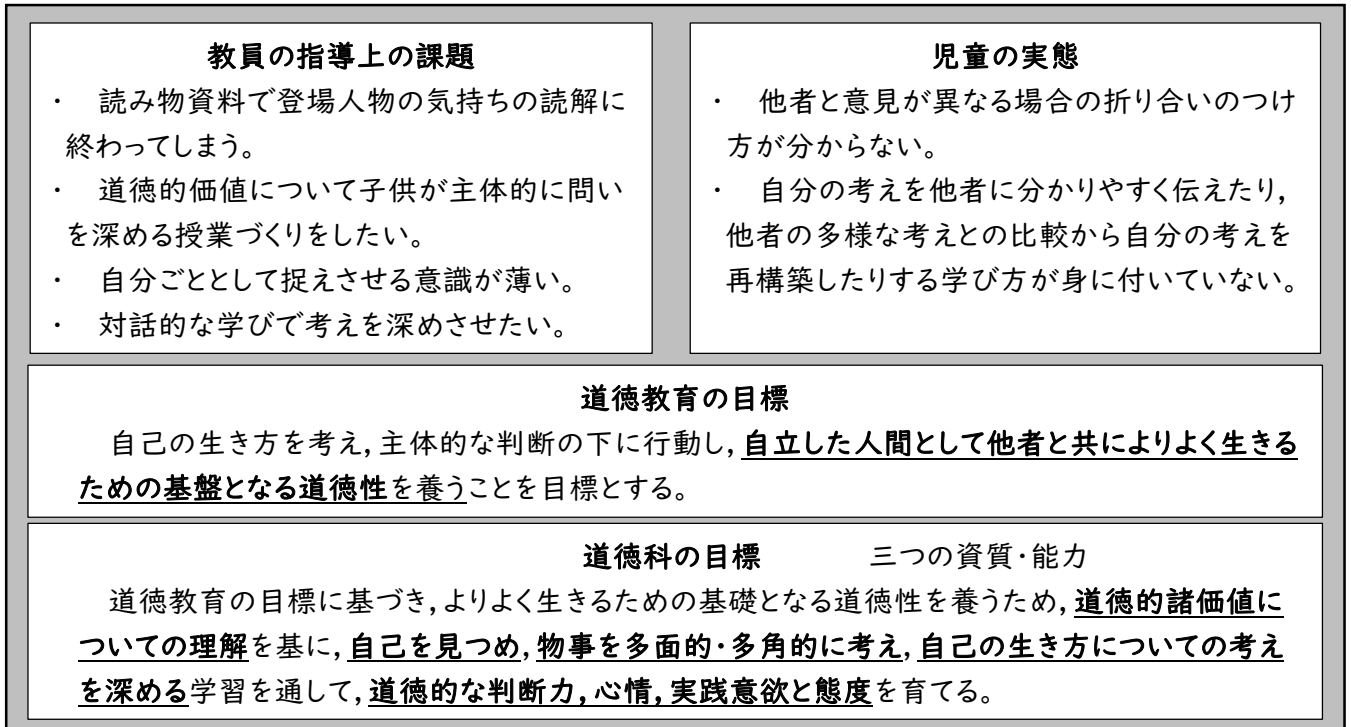 教員の指導上の課題
・　読み物資料で登場人物の気持ちの読解に
終わってしまう。
・　道徳的価値について子供が主体的に問い
を深める授業づくりをしたい。
・　自分ごととして捉えさせる意識が薄い。
・　対話的な学びで考えを深めさせたい。
児童の実態
・　他者と意見が異なる場合の折り合いのつけ
方が分からない。
・　自分の考えを他者に分かりやすく伝えたり,
他者の多様な考えとの比較から自分の考えを
再構築したりする学び方が身に付いていない。
道徳教育の目標
自己の生き方を考え,主体的な判断の下に行動し,自立した人間として他者と共によりよく生きる
ための基盤となる道徳性を養うことを目標とする。
道徳科の目標　　　三つの資質・能力
道徳教育の目標に基づき,よりよく生きるための基礎となる道徳性を養うため,道徳的諸価値に
ついての理解を基に,自己を見つめ,物事を多面的・多角的に考え,自己の生き方についての考え
を深める学習を通して,道徳的な判断力,心情,実践意欲と態度を育てる。